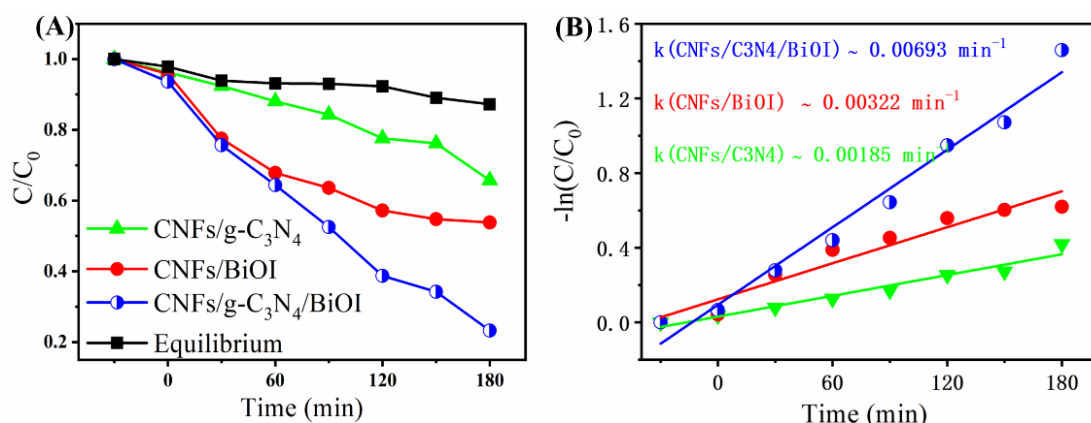 (A)
C/C₀
1.0
0.8
0.6
0.4
0.2
CNFs/g-C₃N₄
CNFs/BiOI
CNFs/g-C₃N₄/BiOI
Equilibrium
0 60 120 180
Time (min)
(B)
-ln(C/C₀)
1.6
1.2
0.8
0.4
0.0
k(CNFs/C3N4/BiOI) ~ 0.00693 min⁻¹
k(CNFs/BiOI) ~ 0.00322 min⁻¹
k(CNFs/C3N4) ~ 0.00185 min⁻¹
0 60 120 180
Time (min)